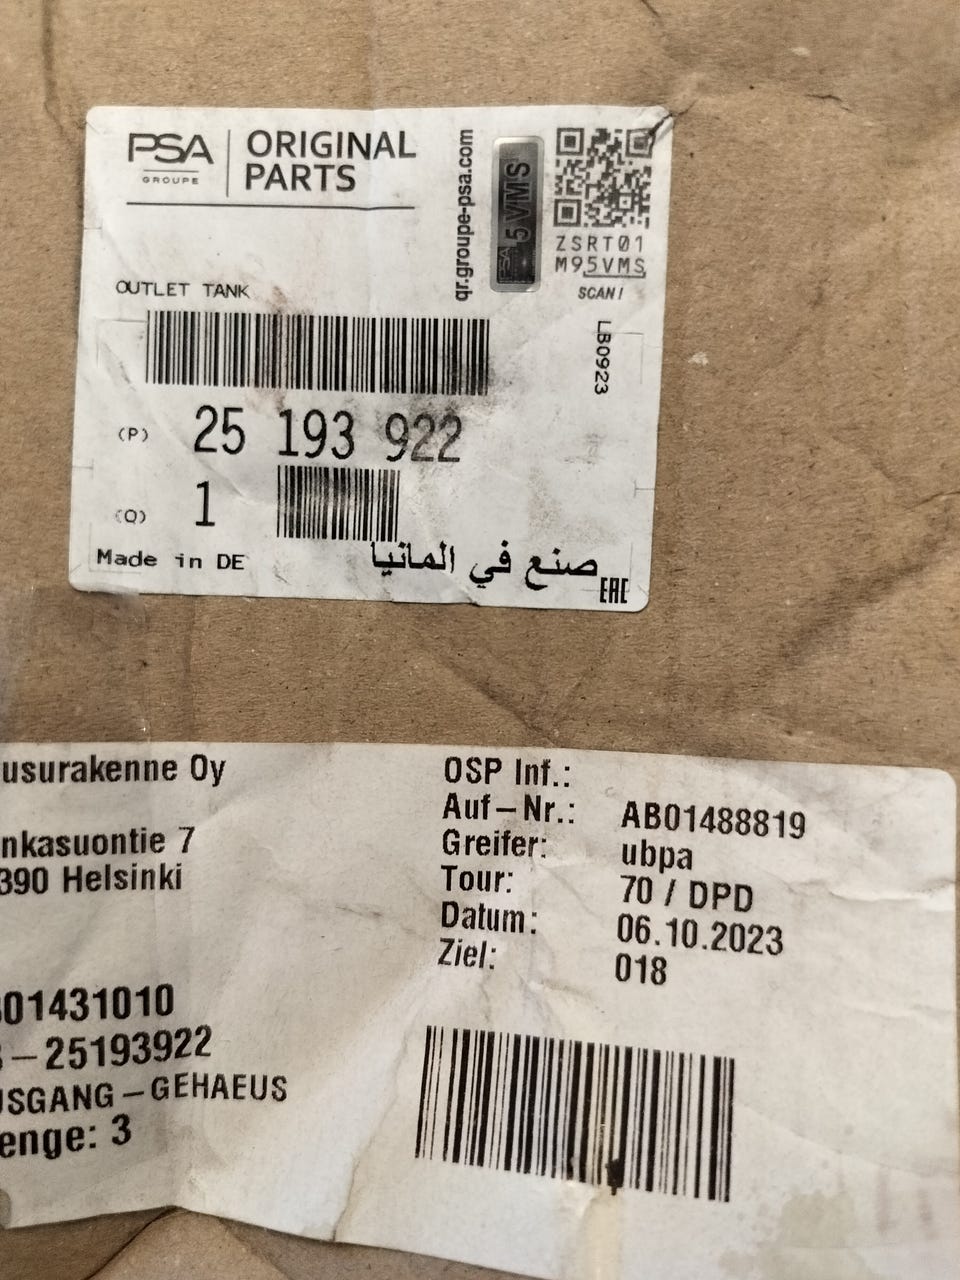 PSA
GROUPE
ORIGINAL
PARTS
qr.groupe-psa.com
PSA 5VMS
ZSRT01
M95VMS
SCAN!
LB0923
OUTLET TANK
(P) 25 193 922
(Q) 1
Made in DE
صنع في المانيا
EAC
usurakenne Oy
nkasuontie 7
390 Helsinki
01431010
-25193922
USGANG-GEHAEUS
enge: 3
OSP Inf.:
Auf-Nr.: AB01488819
Greifer: ubpa
Tour: 70 / DPD
Datum: 06.10.2023
Ziel: 018